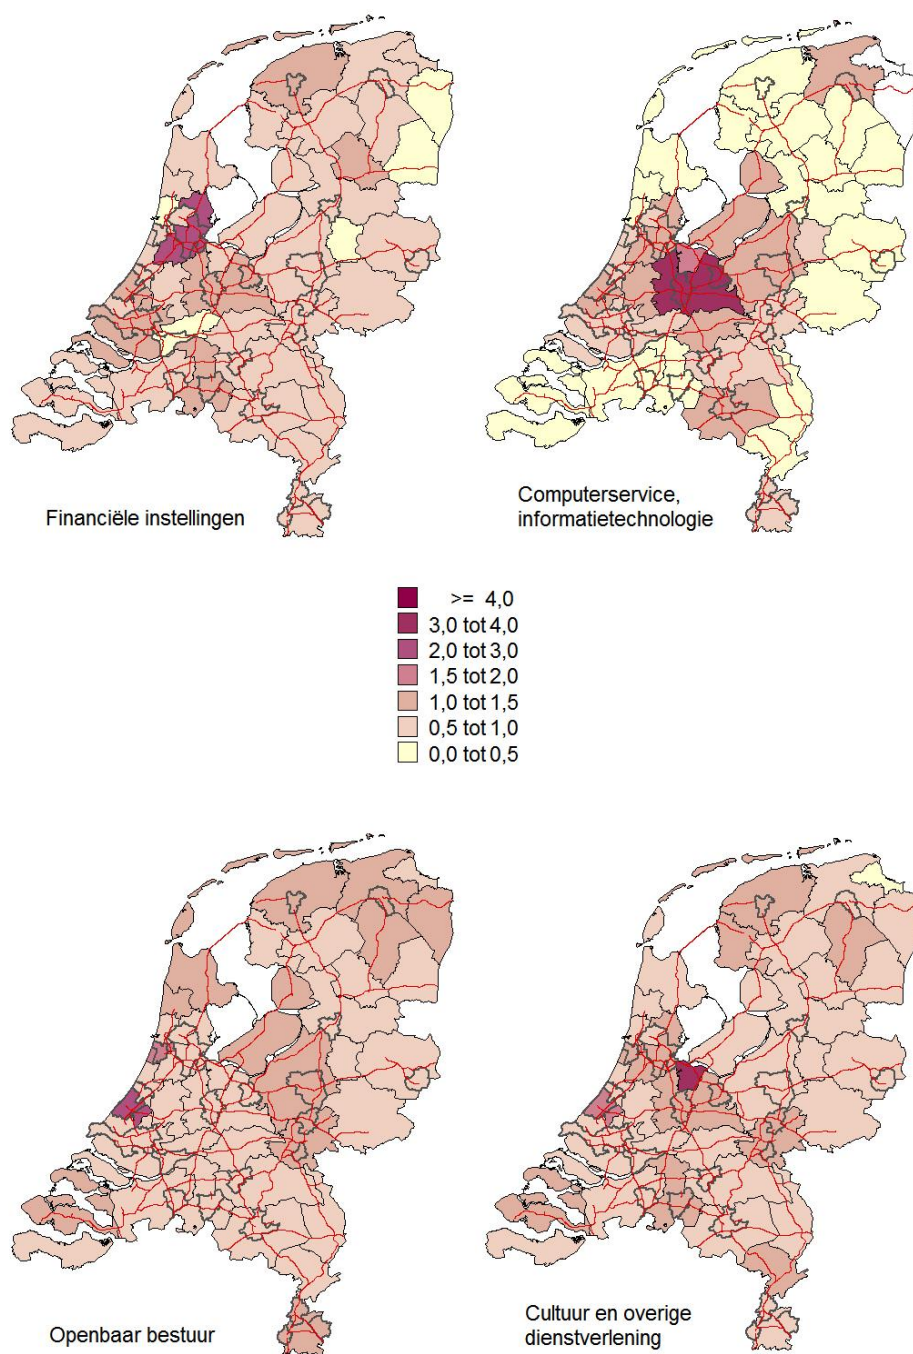 Financiële instellingen
Computerservice,
informatietechnologie
>= 4,0
3,0 tot 4,0
2,0 tot 3,0
1,5 tot 2,0
1,0 tot 1,5
0,5 tot 1,0
0,0 tot 0,5
Openbaar bestuur
Cultuur en overige
dienstverlening